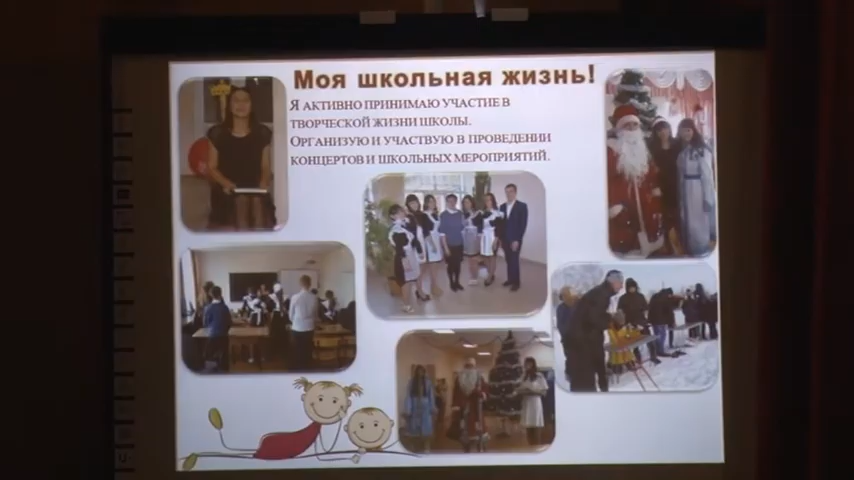 Моя школьная жизнь!
Я АКТИВНО ПРИНИМАЮ УЧАСТИЕ В
ТВОРЧЕСКОЙ ЖИЗНИ ШКОЛЫ.
ОРГАНИЗУЮ И УЧАСТВУЮ В ПРОВЕДЕНИИ
КОНЦЕРТОВ И ШКОЛЬНЫХ МЕРОПРИЯТИЙ.